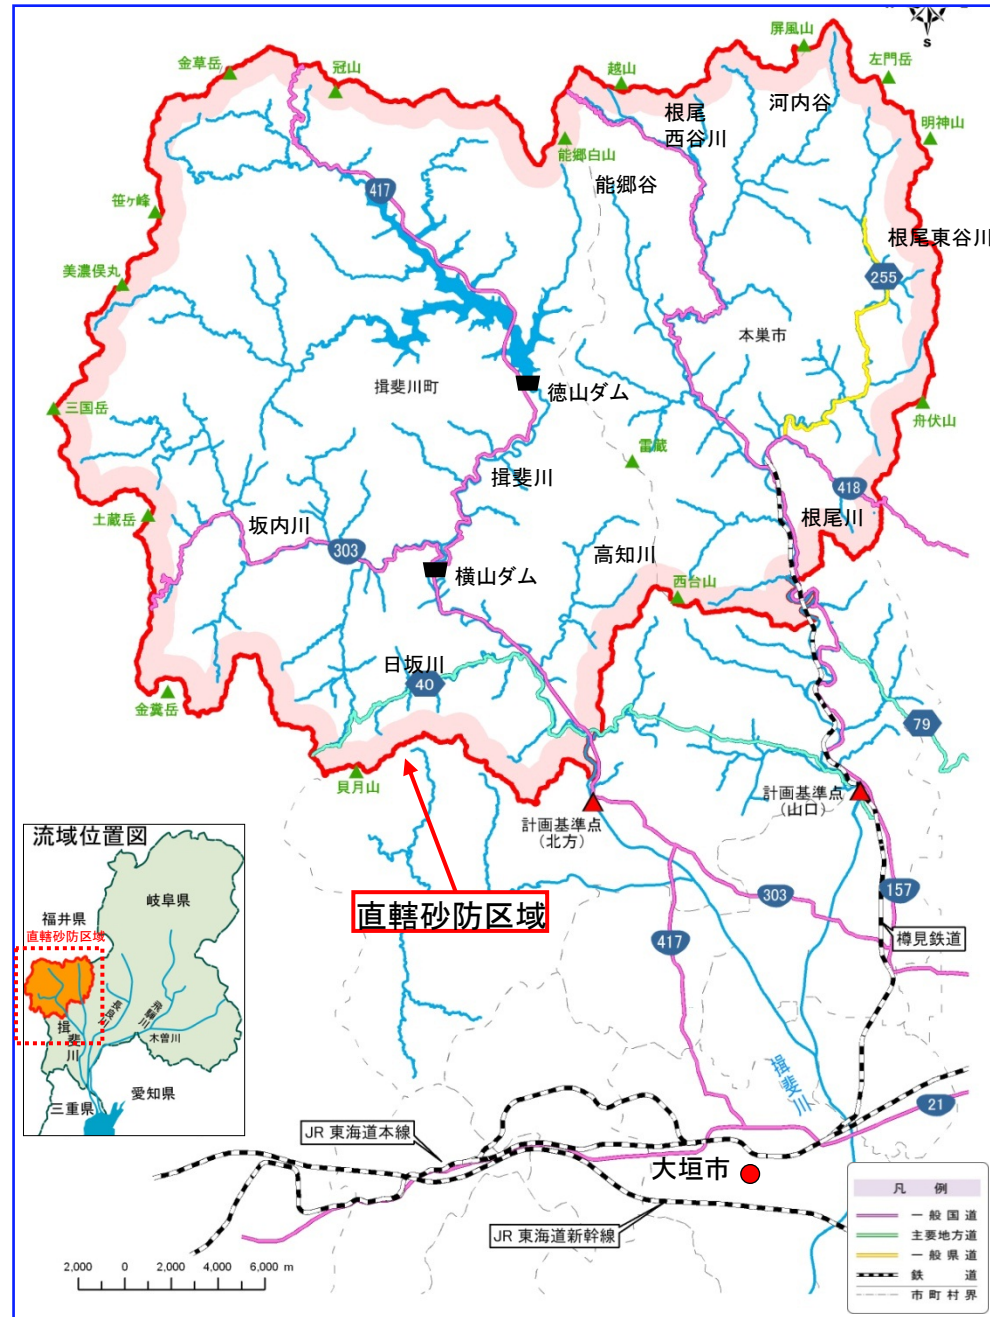 S
屏風山
左門岳
金草岳
冠山
越山
河内谷
根尾
西谷川
明神山
能郷白山
能郷谷
417
笹ヶ峰
根尾東谷川
美濃俣丸
255
本巣市
揖斐川町
徳山ダム
三国岳
舟伏山
雷蔵
揖斐川
418
土蔵岳
坂内川
根尾川
303
高知川
横山ダム
西台山
日坂川
40
金糞岳
79
貝月山
計画基準点
(山口)
計画基準点
(北方)
流域位置図
岐阜県
福井県
直轄砂防区域
直轄砂防区域
303
157
417
樽見鉄道
長良川
飛騨川
揖斐川
木曽川
愛知県
三重県
揖斐川
21
JR 東海道本線
大垣市
JR 東海道新幹線
凡 例
一般国道
主要地方道
一般県道
鉄 道
市町村界
2,000 0 2,000 4,000 6,000 m